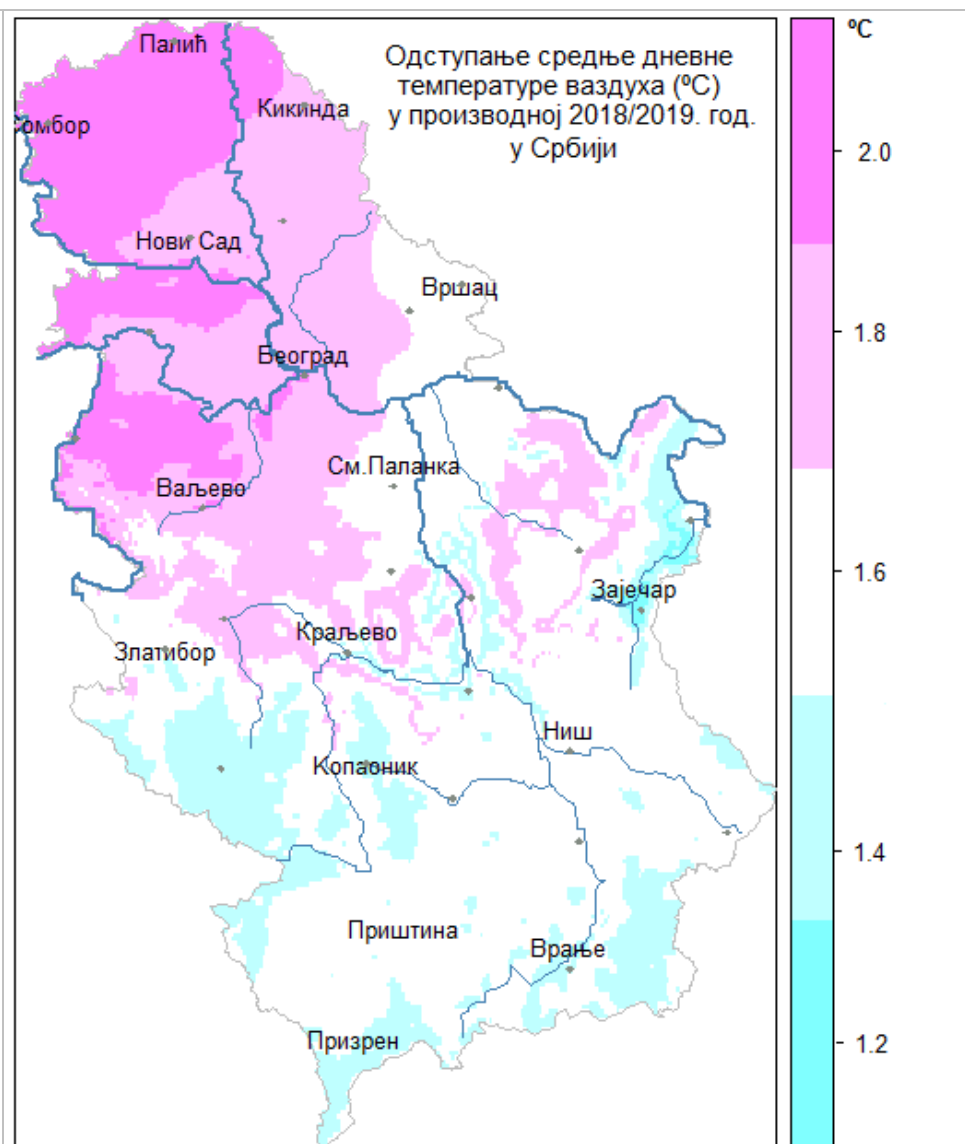 Одступање средње дневне
температуре ваздуха (ºC)
у производној 2018/2019. год.
у Србији
ºC
Палић
Кикинда
Сомбор
2.0
Нови Сад
Вршац
1.8
Београд
См.Паланка
Ваљево
1.6
Зајечар
Краљево
Златибор
Ниш
Копаоник
1.4
Приштина
Врање
Призрен
1.2